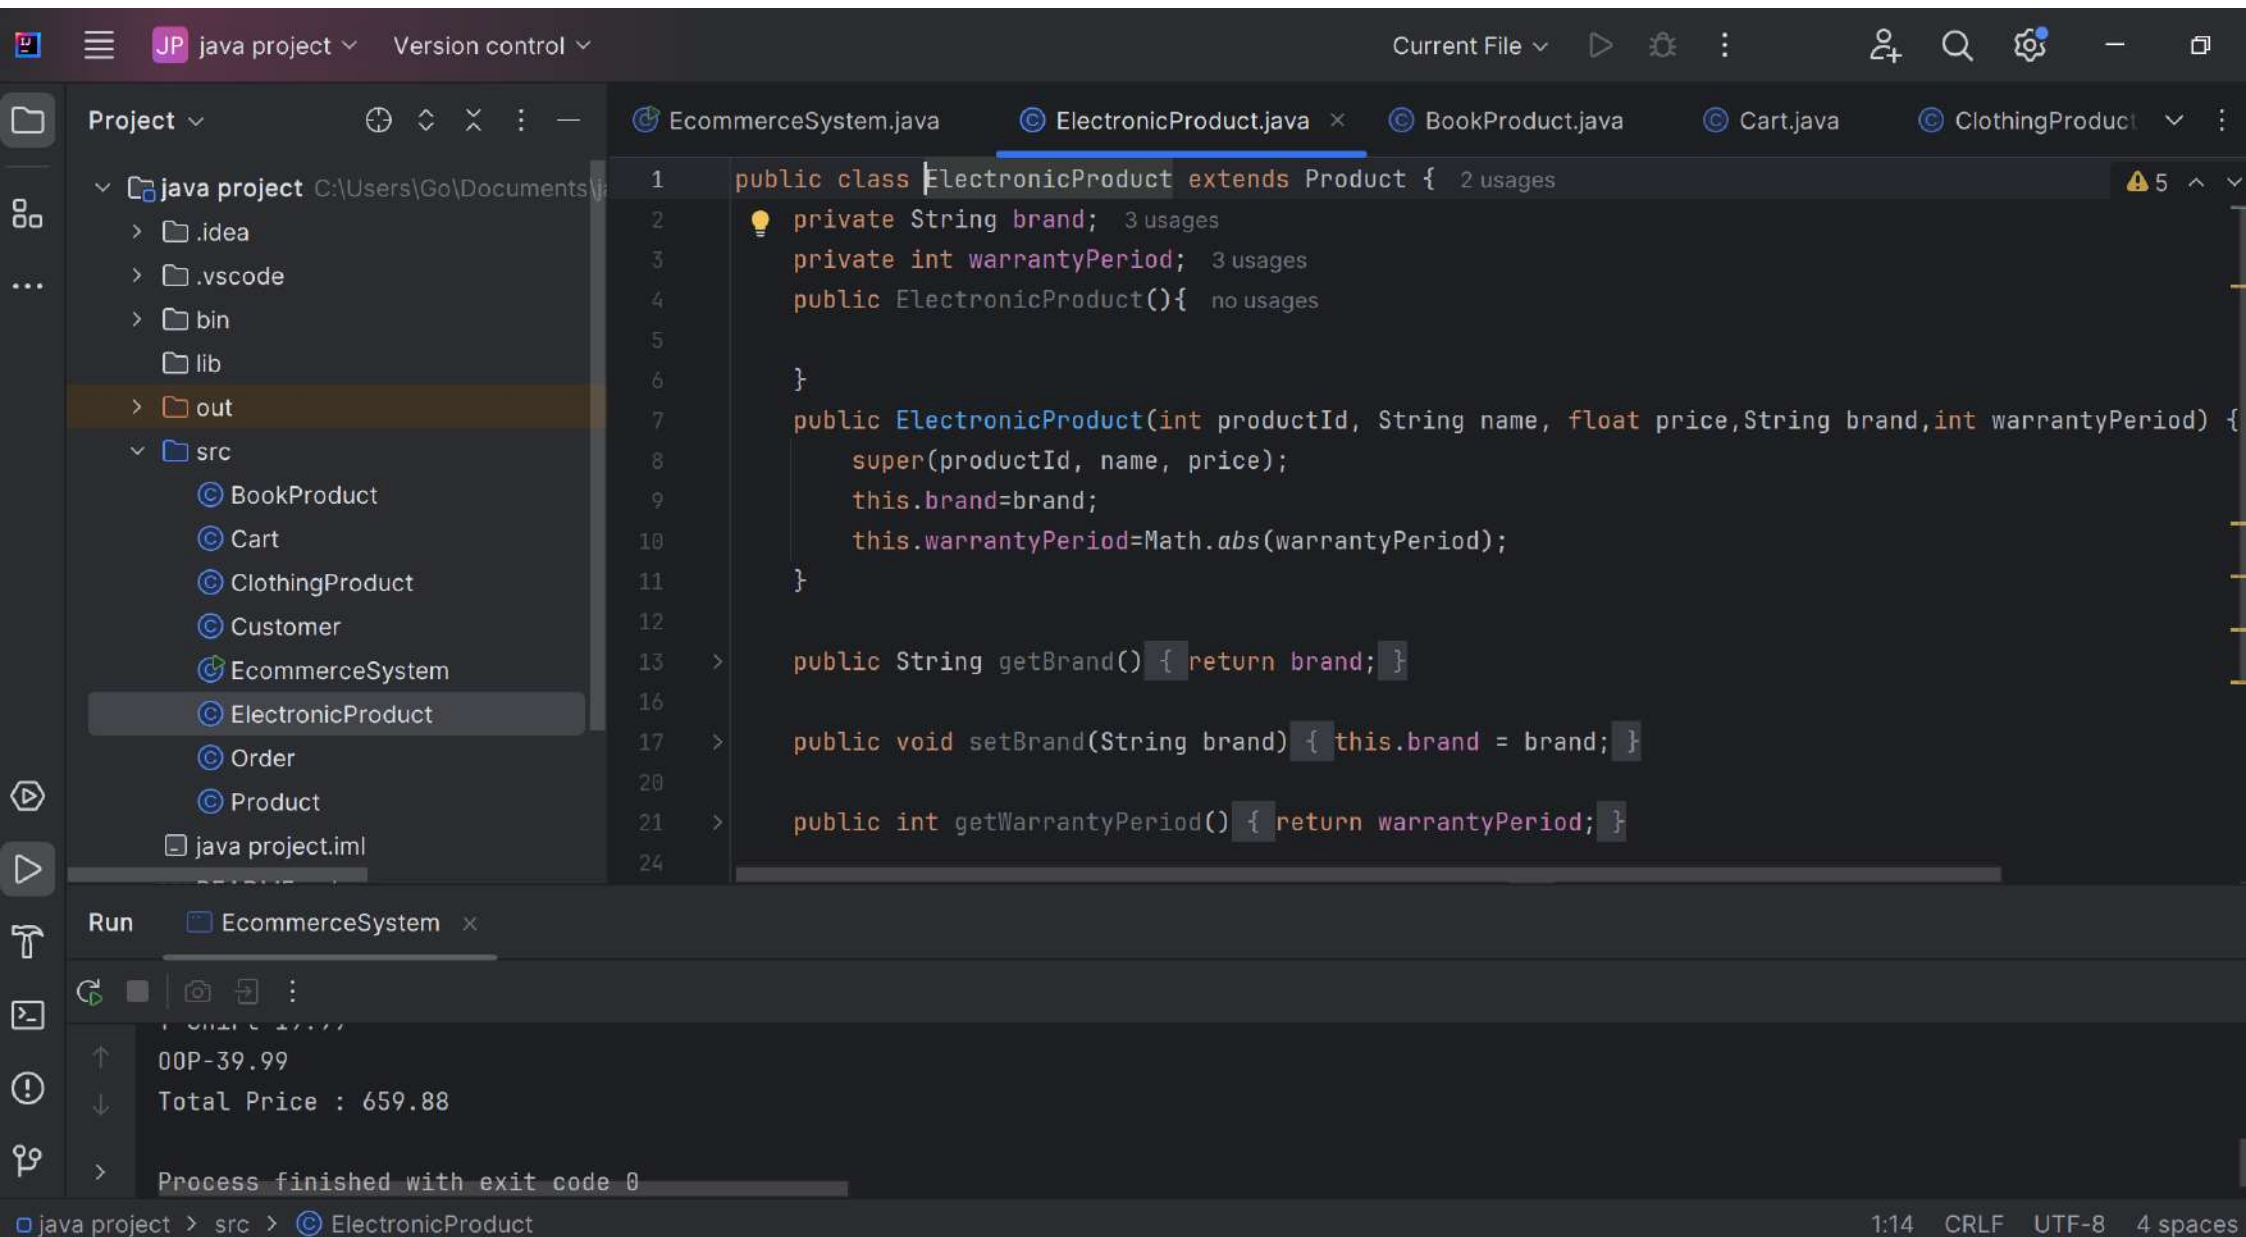 JP java project Version control Current File
Project
EcommerceSystem.java ElectronicProduct.java BookProduct.java Cart.java ClothingProduct
java project C:\Users\Go\Documents\j
.idea
.vscode
bin
lib
out
src
BookProduct
Cart
ClothingProduct
Customer
EcommerceSystem
ElectronicProduct
Order
Product
java project.iml
1 public class ElectronicProduct extends Product { 2 usages
5
2 private String brand; 3 usages
3 private int warrantyPeriod; 3 usages
4 public ElectronicProduct(){ no usages
5
6 }
7 public ElectronicProduct(int productId, String name, float price,String brand,int warrantyPeriod) {
8 super(productId, name, price);
9 this.brand=brand;
10 this.warrantyPeriod=Math.abs(warrantyPeriod);
11 }
12
13 public String getBrand() { return brand; }
16
17 public void setBrand(String brand) { this.brand = brand; }
20
21 public int getWarrantyPeriod() { return warrantyPeriod; }
24
Run EcommerceSystem
OOP-39.99
Total Price : 659.88
Process finished with exit code 0
java project > src > ElectronicProduct
1:14 CRLF UTF-8 4 spaces